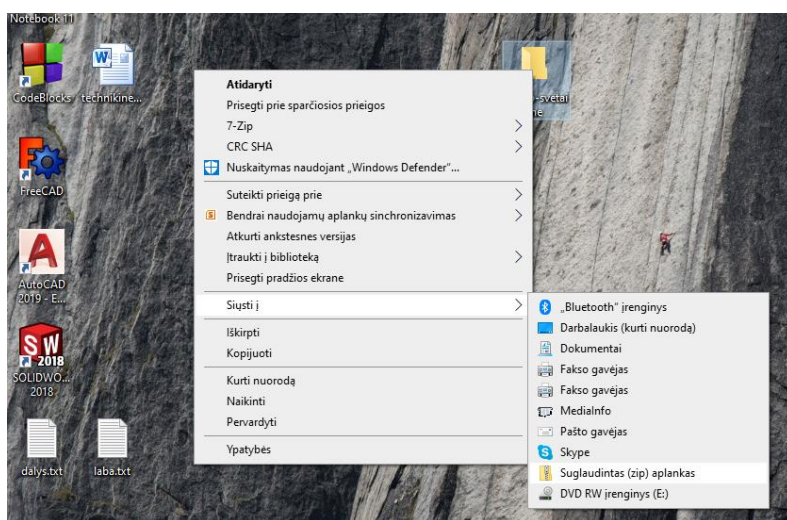 Notebook 11
CodeBlocks
technikine...
FreeCAD
AutoCAD
2019 - E...
SOLIDWO...
2018
dalys.txt
laba.txt
-svetai
nė
Atidaryti
Prisegti prie sparčiosios prieigos
7-Zip
CRC SHA
Nuskaitymas naudojant „Windows Defender“...
Suteikti prieigą prie
Bendrai naudojamų aplankų sinchronizavimas
Atkurti ankstesnes versijas
Įtraukti į biblioteką
Prisegti pradžios ekrane
Siųsti į
Iškirpti
Kopijuoti
Kurti nuorodą
Naikinti
Pervardyti
Ypatybės
„Bluetooth“ įrenginys
Darbalaukis (kurti nuorodą)
Dokumentai
Fakso gavėjas
Fakso gavėjas
MediaInfo
Pašto gavėjas
Skype
Suglaudintas (zip) aplankas
DVD RW įrenginys (E:)